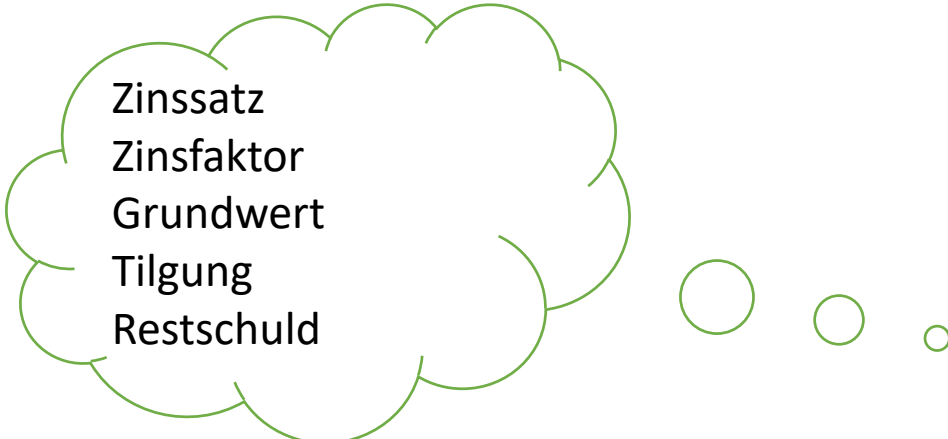 Zinssatz
Zinsfaktor
Grundwert
Tilgung
Restschuld